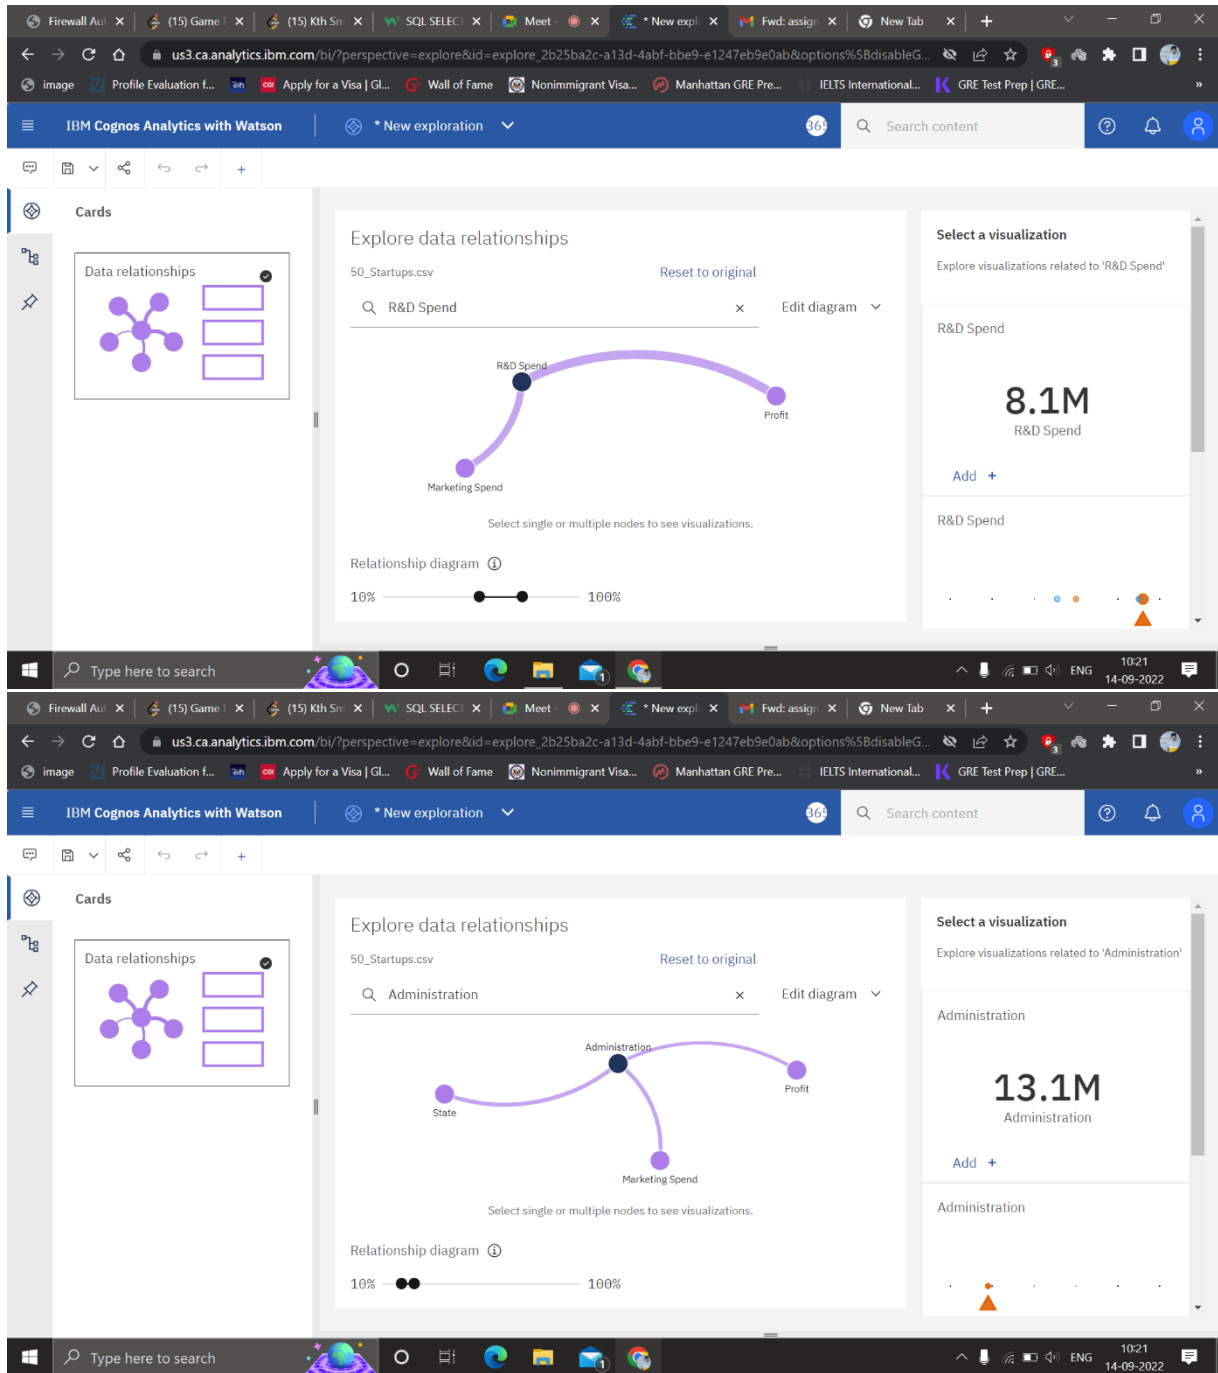 Firewall Aut
(15) Game I
(15) Kth Sm
SQL SELECT
Meet -
* New expl
Fwd: assign
New Tab
us3.ca.analytics.ibm.com/bi/?perspective=explore&id=explore_2b25ba2c-a13d-4abf-bbe9-e1247eb9e0ab&options%5BdisableG...
3
image
Profile Evaluation f...
CGI
Apply for a Visa | Gl...
Wall of Fame
Nonimmigrant Visa...
Manhattan GRE Pre...
IELTS International...
GRE Test Prep | GRE...
»
IBM Cognos Analytics with Watson
* New exploration
365
Search content
Cards
Data relationships
Explore data relationships
50_Startups.csv
Reset to original
R&D Spend
Edit diagram
R&D Spend
Profit
Marketing Spend
Select single or multiple nodes to see visualizations.
Relationship diagram
10%
100%
Select a visualization
Explore visualizations related to 'R&D Spend'
R&D Spend
8.1M
R&D Spend
Add +
R&D Spend
Type here to search
1
ENG
10:21
14-09-2022
Firewall Aut
(15) Game I
(15) Kth Sm
SQL SELECT
Meet -
* New expl
Fwd: assign
New Tab
us3.ca.analytics.ibm.com/bi/?perspective=explore&id=explore_2b25ba2c-a13d-4abf-bbe9-e1247eb9e0ab&options%5BdisableG...
3
image
Profile Evaluation f...
CGI
Apply for a Visa | Gl...
Wall of Fame
Nonimmigrant Visa...
Manhattan GRE Pre...
IELTS International...
GRE Test Prep | GRE...
»
IBM Cognos Analytics with Watson
* New exploration
365
Search content
Cards
Data relationships
Explore data relationships
50_Startups.csv
Reset to original
Administration
Edit diagram
Administration
Profit
State
Marketing Spend
Select single or multiple nodes to see visualizations.
Relationship diagram
10%
100%
Select a visualization
Explore visualizations related to 'Administration'
Administration
13.1M
Administration
Add +
Administration
Type here to search
1
ENG
10:21
14-09-2022